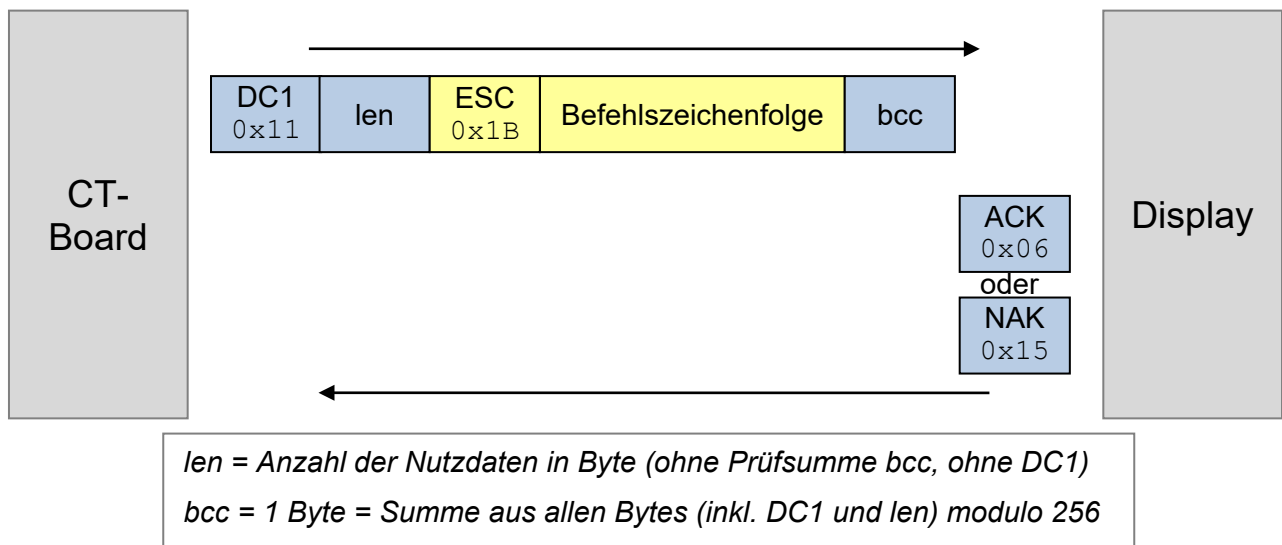 CT-
Board
DC1
0x11
len
ESC
0x1B
Befehlszeichenfolge
bcc
Display
ACK
0x06
oder
NAK
0x15
len = Anzahl der Nutzdaten in Byte (ohne Prüfsumme bcc, ohne DC1)
bcc = 1 Byte = Summe aus allen Bytes (inkl. DC1 und len) modulo 256